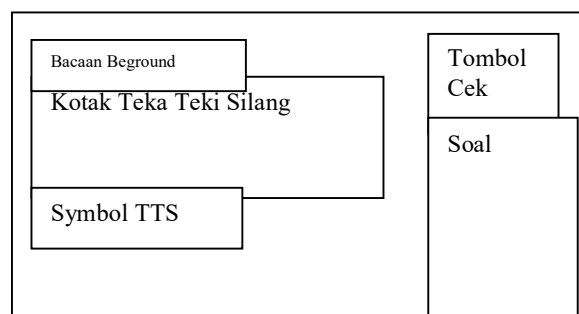 Bacaan Beground
Kotak Teka Teki Silang
Symbol TTS
Tombol
Cek
Soal